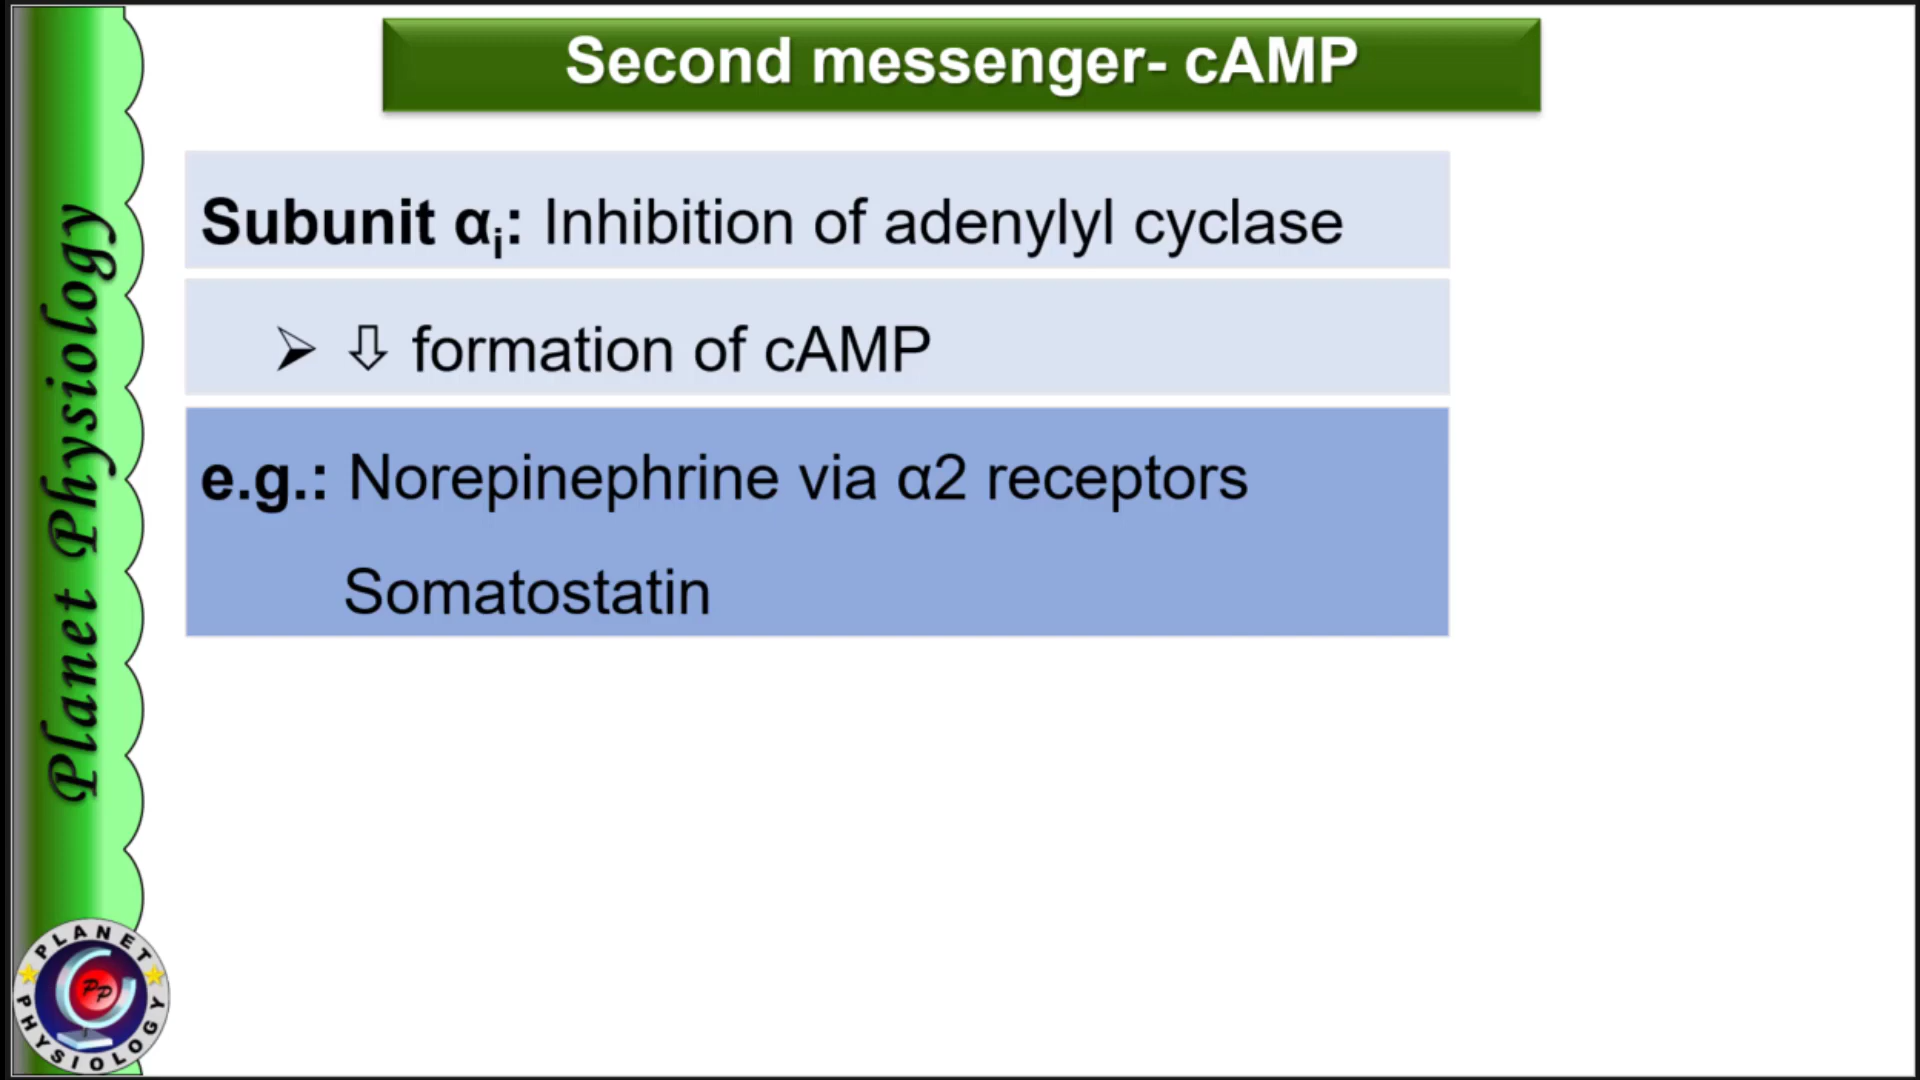 Second messenger- cAMP
Subunit αᵢ: Inhibition of adenylyl cyclase
➢ ⇩ formation of cAMP
e.g.: Norepinephrine via α2 receptors
Somatostatin
Planet Physiology
PLANET PHYSIOLOGY
PP